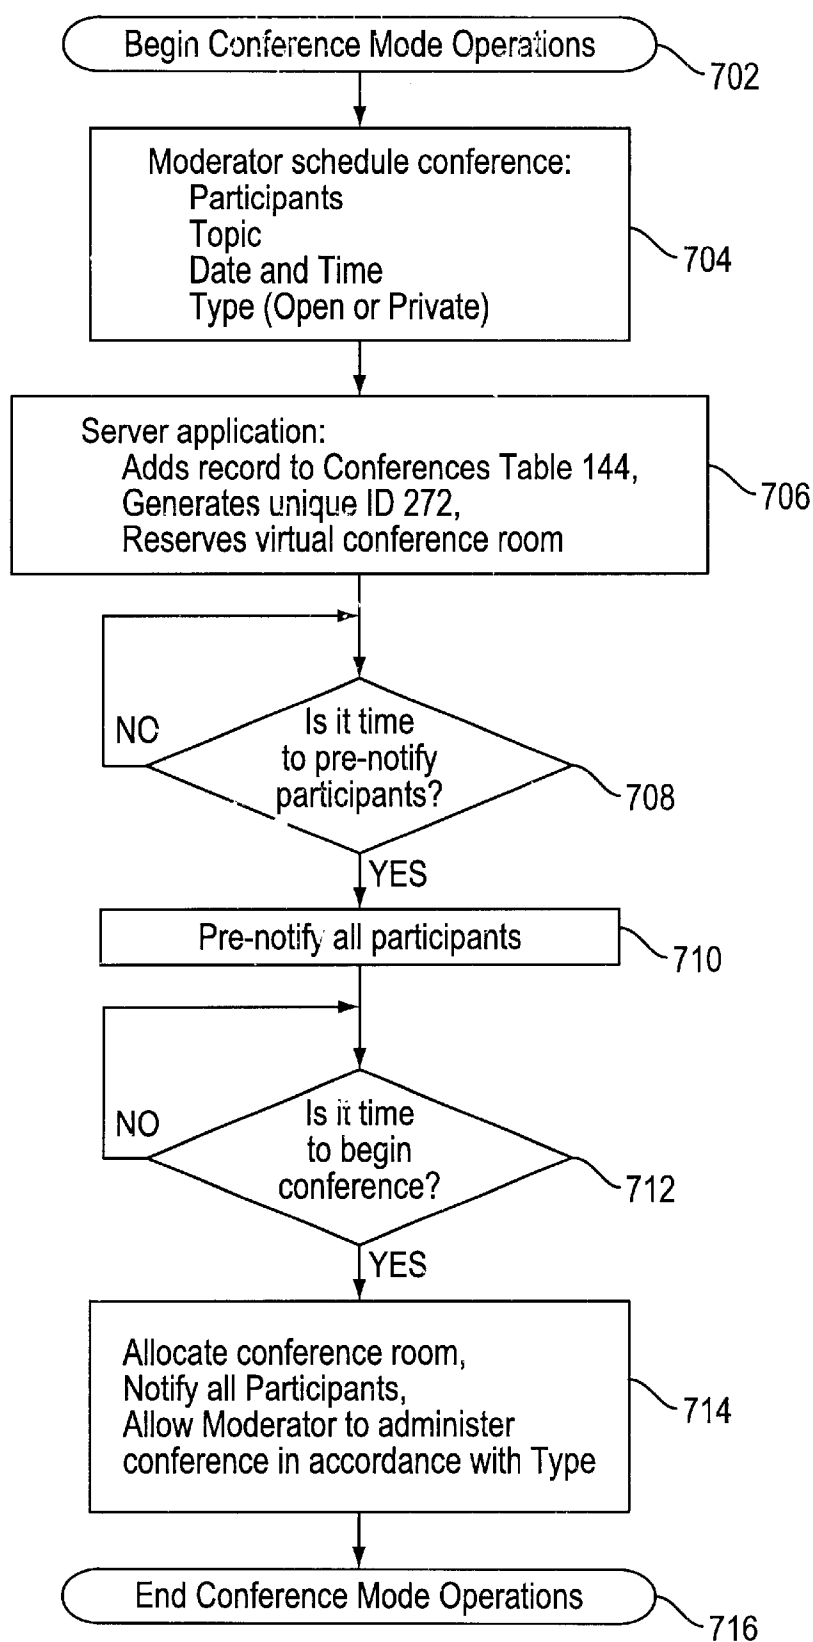 Begin Conference Mode Operations
702
Moderator schedule conference:
Participants
Topic
Date and Time
Type (Open or Private)
704
Server application:
Adds record to Conferences Table 144,
Generates unique ID 272,
Reserves virtual conference room
706
NO
Is it time
to pre-notify
participants?
708
YES
Pre-notify all participants
710
NO
Is it time
to begin
conference?
712
YES
Allocate conference room,
Notify all Participants,
Allow Moderator to administer
conference in accordance with Type
714
End Conference Mode Operations
716